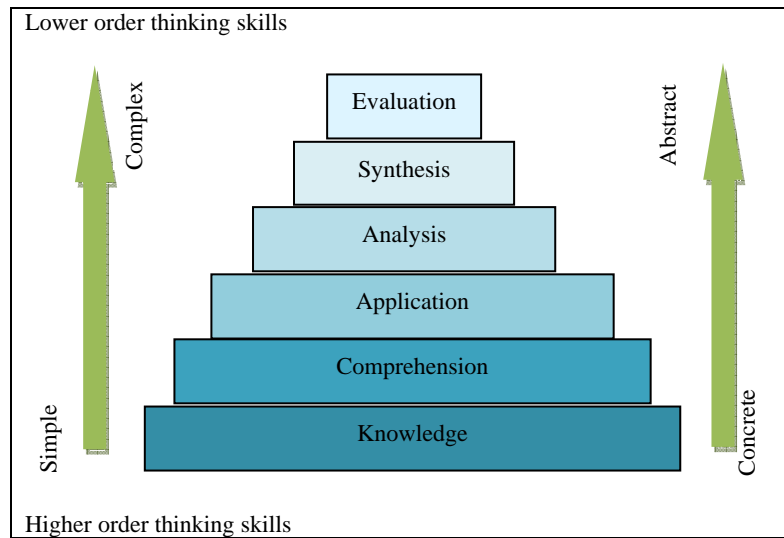 Lower order thinking skills
Complex
Abstract
Evaluation
Synthesis
Analysis
Application
Comprehension
Knowledge
Simple
Concrete
Higher order thinking skills